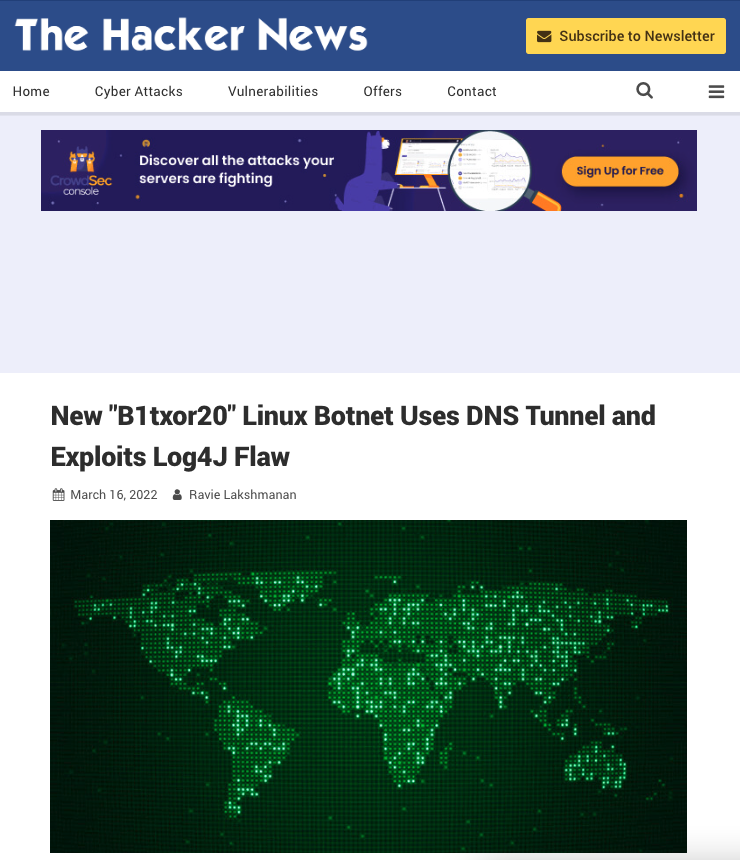 The Hacker News
Subscribe to Newsletter
Home
Cyber Attacks
Vulnerabilities
Offers
Contact
CrowdSec
console
Discover all the attacks your
servers are fighting
Sign Up for Free
New "B1txor20" Linux Botnet Uses DNS Tunnel and
Exploits Log4J Flaw
March 16, 2022
Ravie Lakshmanan